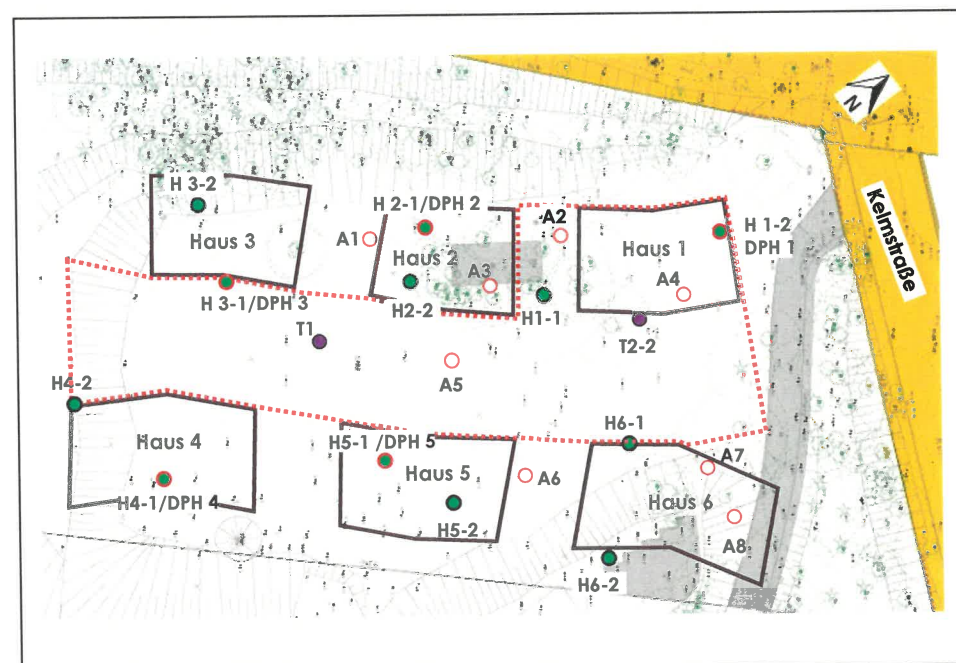 N
Kelmstraße
H 3-2
H 2-1/DPH 2
A2
H 1-2
DPH 1
Haus 3
A1
Haus 2
Haus 1
A3
A4
H 3-1/DPH 3
H2-2
H1-1
T1
T2-2
A5
H4-2
H6-1
Haus 4
H5-1 /DPH 5
Haus 5
A6
A7
Haus 6
H4-1/DPH 4
H5-2
A8
H6-2